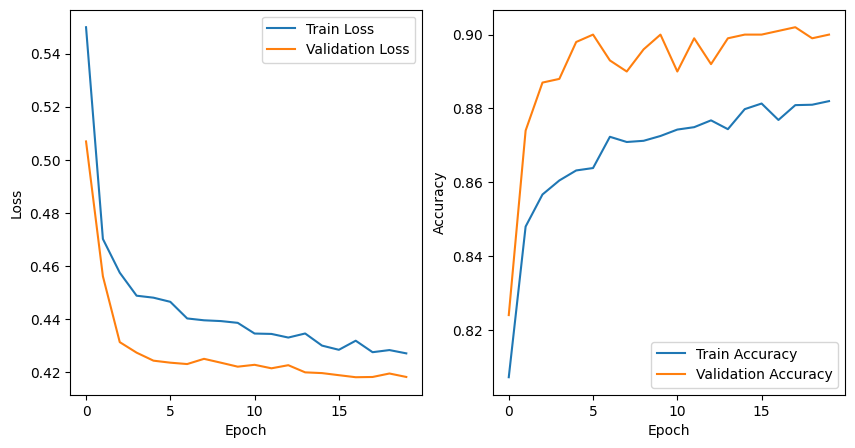 Train Loss
Validation Loss
0.54
0.52
0.50
0.48
0.46
0.44
0.42
Loss
0
5
10
15
Epoch
0.90
0.88
0.86
0.84
0.82
Accuracy
Train Accuracy
Validation Accuracy
0
5
10
15
Epoch